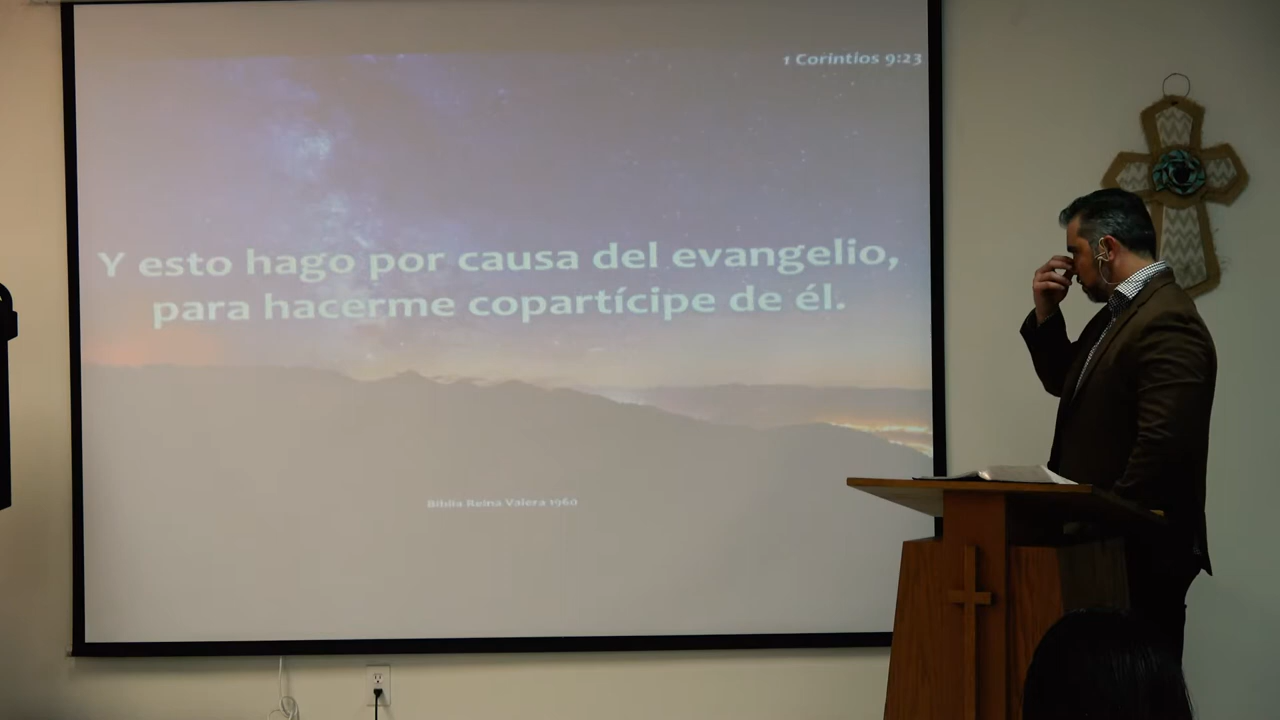 1 Corintios 9:23
Y esto hago por causa del evangelio,
para hacerme copartícipe de él.
Biblia Reina Valera 1960